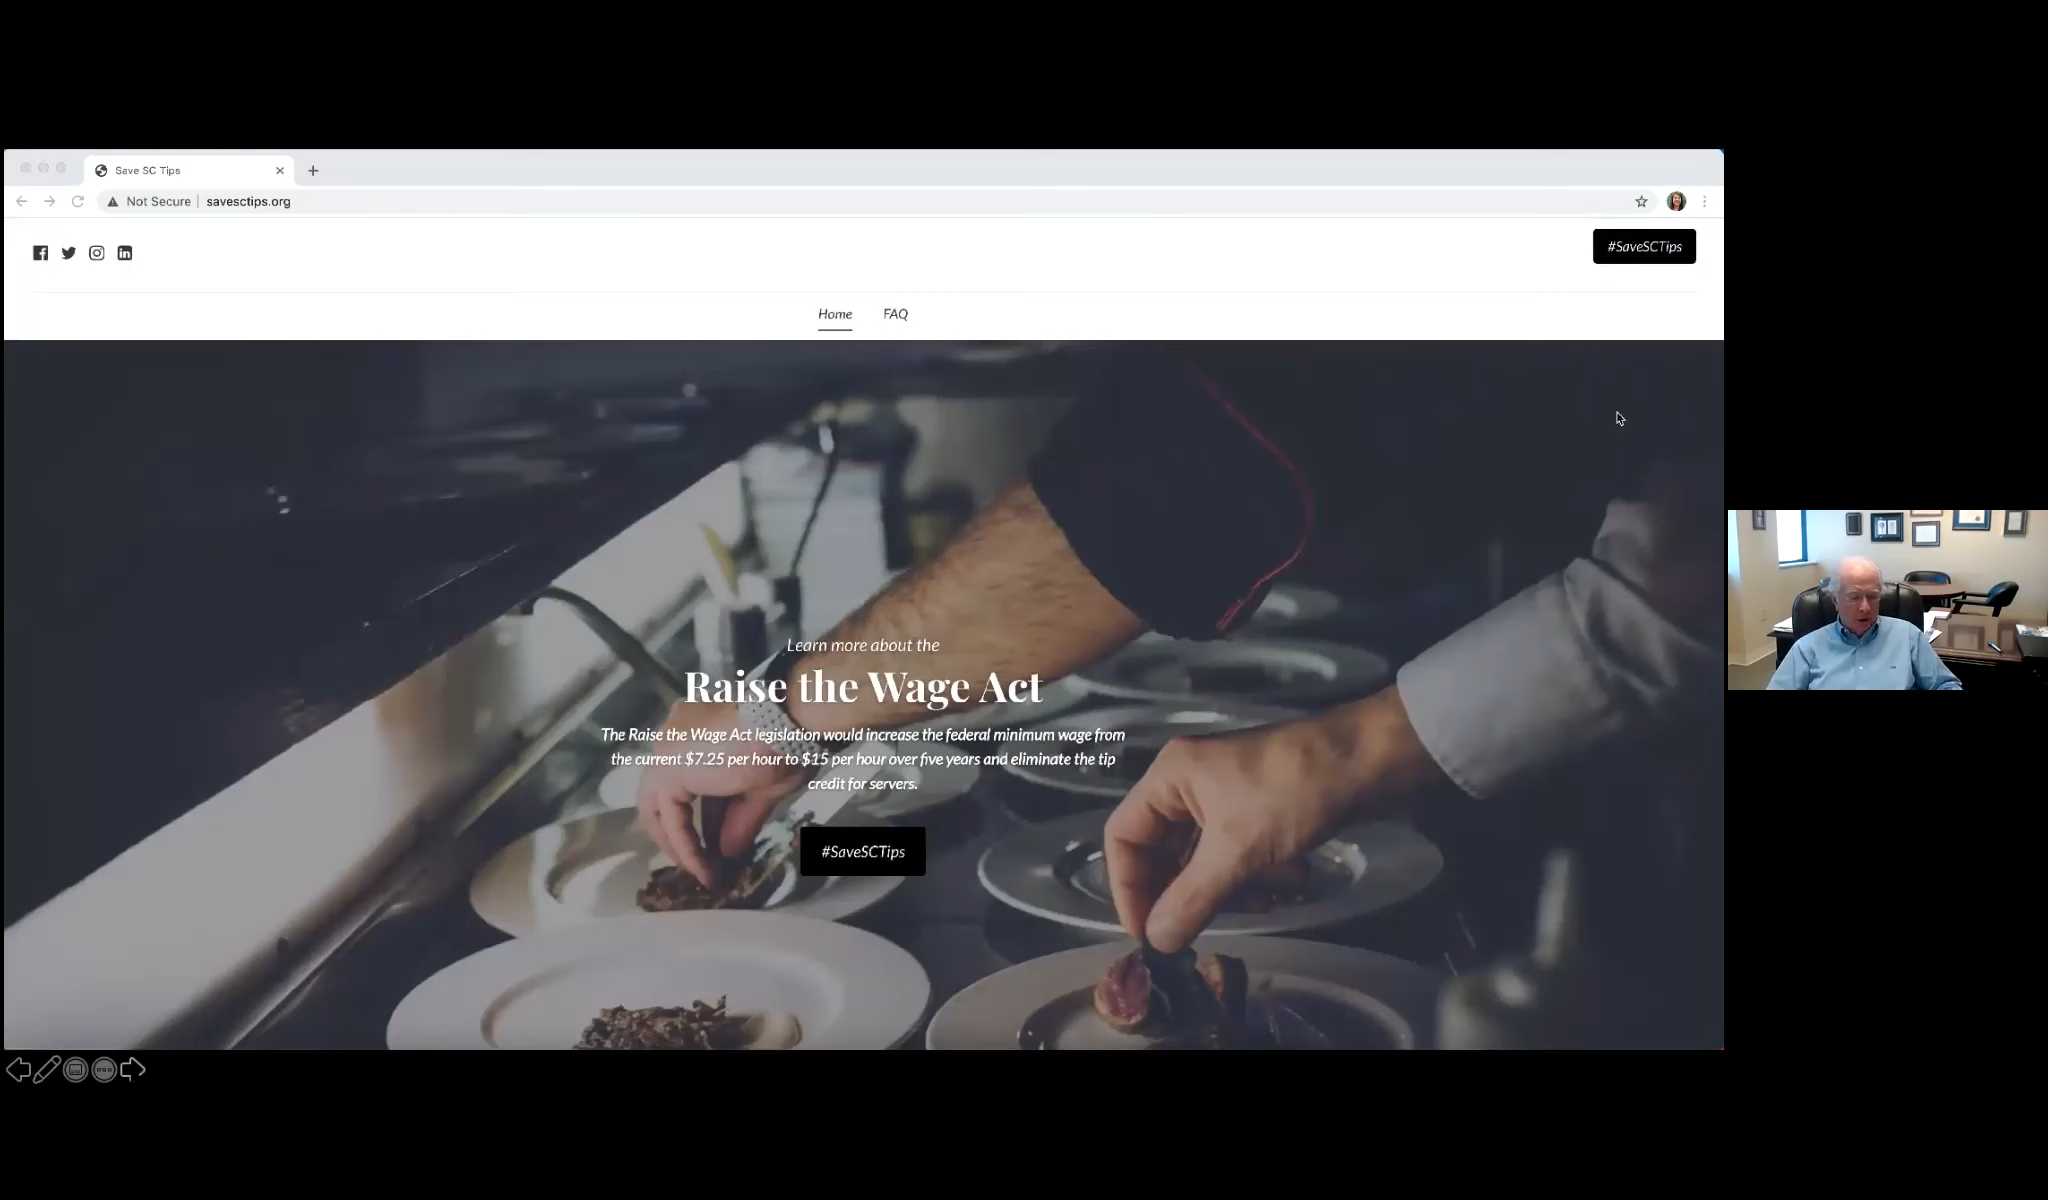 Save SC Tips
Not Secure | savesctips.org
#SaveSCTips
Home FAQ
Learn more about the
Raise the Wage Act
The Raise the Wage Act legislation would increase the federal minimum wage from
the current $7.25 per hour to $15 per hour over five years and eliminate the tip
credit for servers.
#SaveSCTips